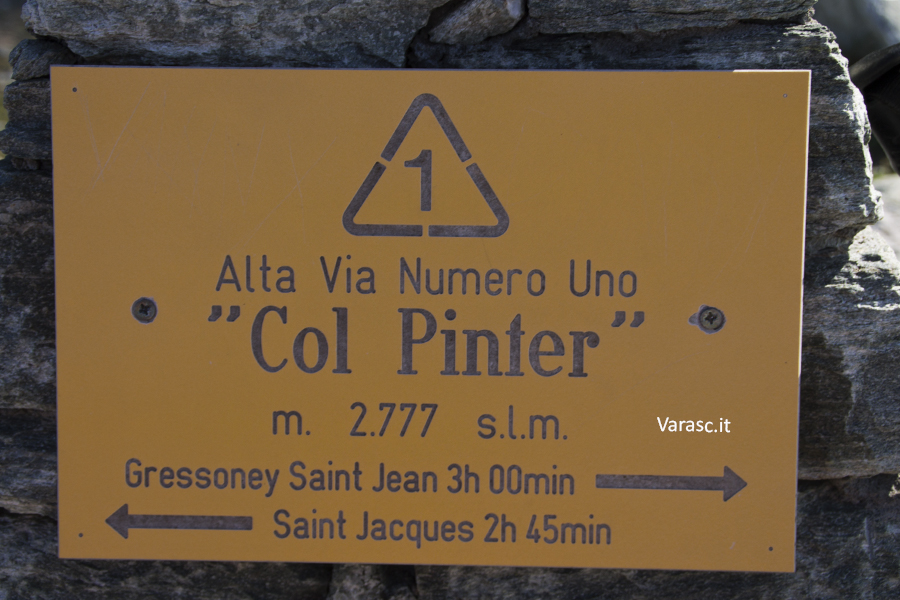 1
Alta Via Numero Uno
"Col Pinter"
m. 2.777 s.l.m.
Varasc.it
Gressoney Saint Jean 3h 00min
Saint Jacques 2h 45min